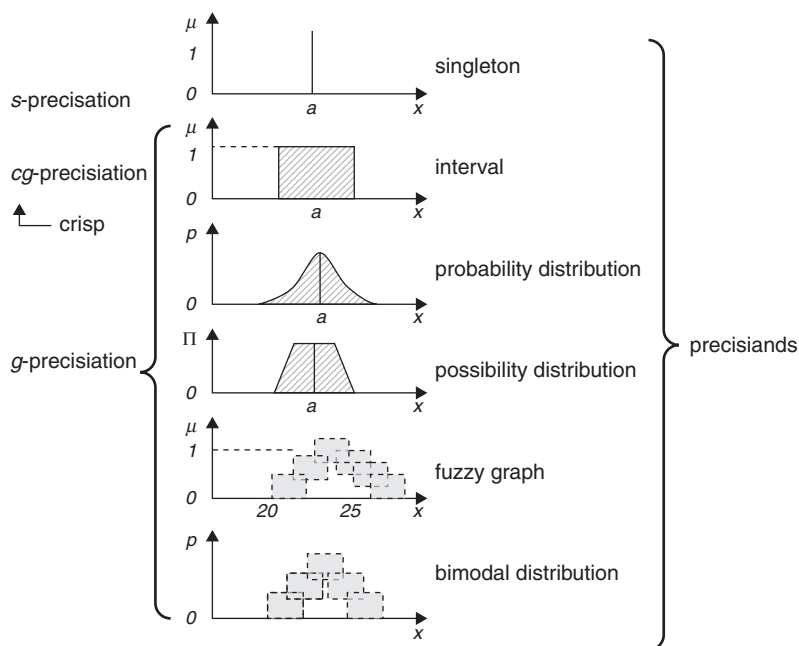 μ
1
0
a
x
singleton
s-precisation
μ
1
0
a
x
interval
cg-precisiation
crisp
p
0
a
x
probability distribution
Π
0
a
x
possibility distribution
g-precisiation
precisiands
μ
1
0
20
25
x
fuzzy graph
p
0
x
bimodal distribution